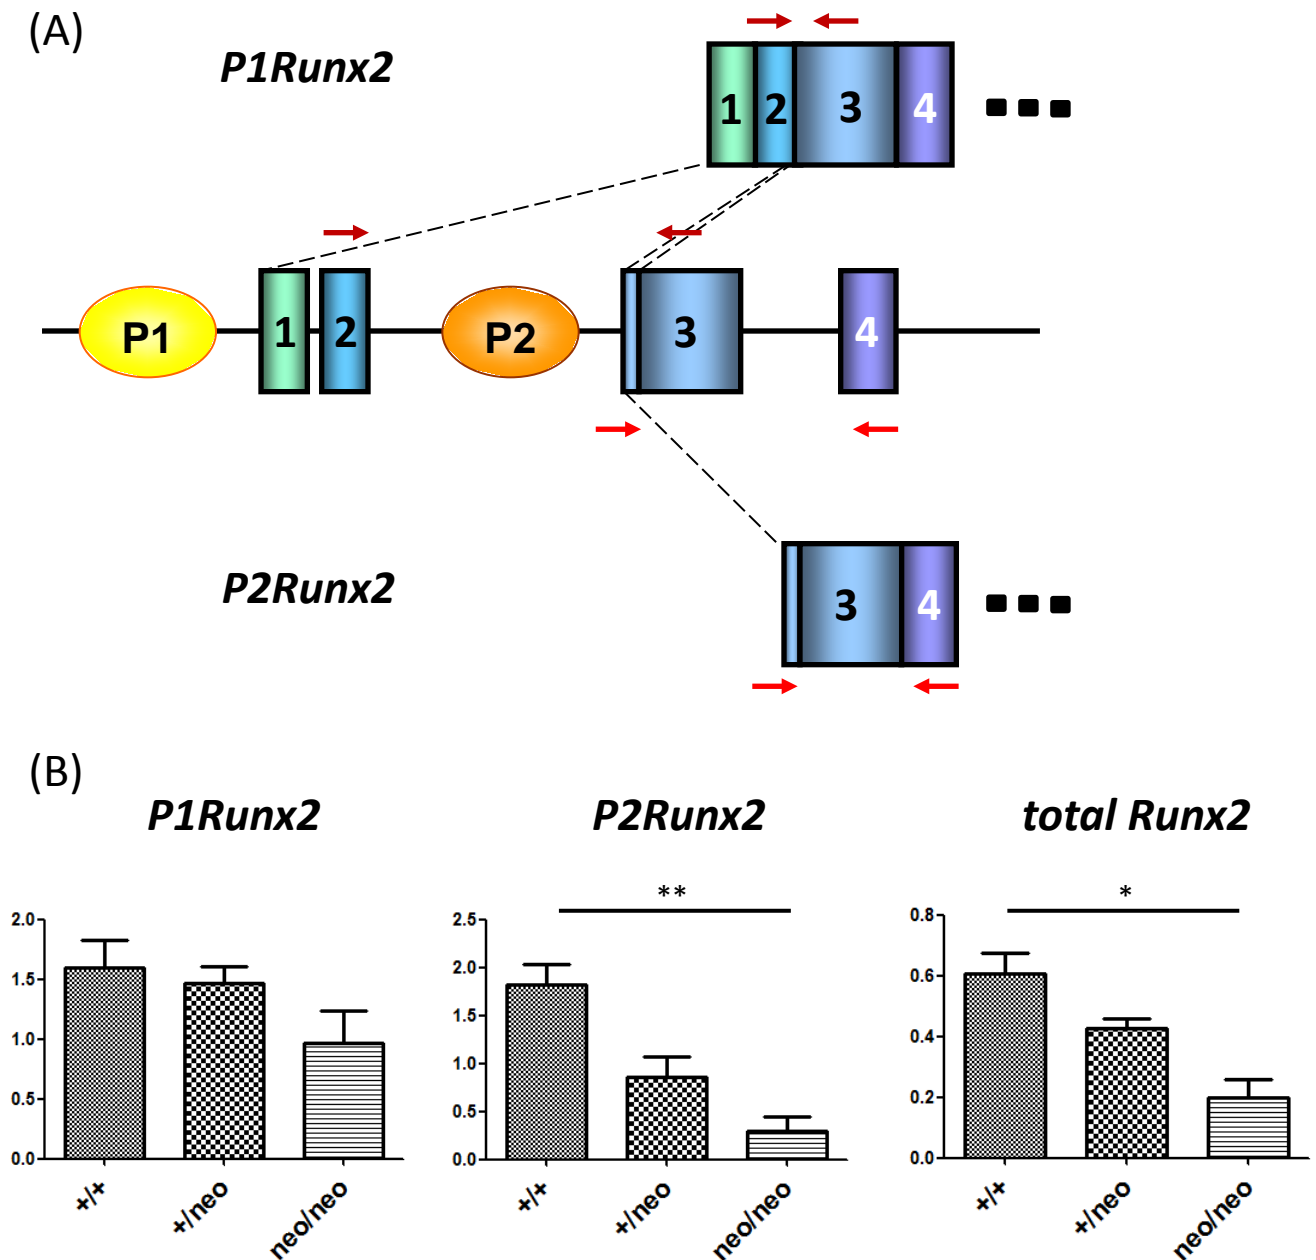 (A)
P1Runx2
1 2 3 4
P1 1 2 P2 3 4
P2Runx2
3 4
(B)
P1Runx2 P2Runx2 total Runx2
** *
2.0
1.5
1.0
0.5
0.0
+/+ +/neo neo/neo
2.5
2.0
1.5
1.0
0.5
0.0
+/+ +/neo neo/neo
0.8
0.6
0.4
0.2
0.0
+/+ +/neo neo/neo